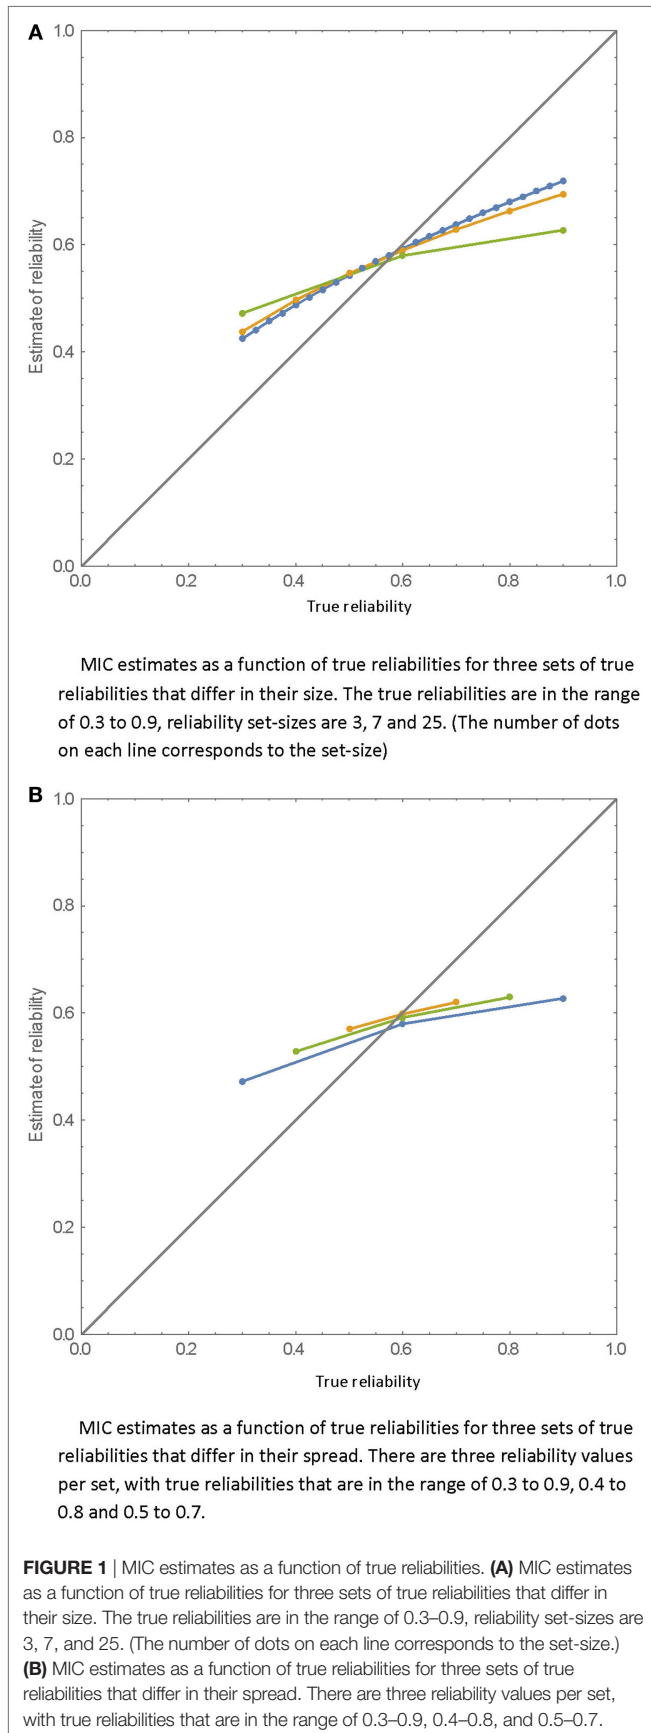 A
1.0
0.8
0.6
0.4
0.2
0.0
Estimate of reliability
0.0 0.2 0.4 0.6 0.8 1.0
True reliability
MIC estimates as a function of true reliabilities for three sets of true
reliabilities that differ in their size. The true reliabilities are in the range
of 0.3 to 0.9, reliability set-sizes are 3, 7 and 25. (The number of dots
on each line corresponds to the set-size)
B
1.0
0.8
0.6
0.4
0.2
0.0
Estimate of reliability
0.0 0.2 0.4 0.6 0.8 1.0
True reliability
MIC estimates as a function of true reliabilities for three sets of true
reliabilities that differ in their spread. There are three reliability values
per set, with true reliabilities that are in the range of 0.3 to 0.9, 0.4 to
0.8 and 0.5 to 0.7.
FIGURE 1 | MIC estimates as a function of true reliabilities. (A) MIC estimates
as a function of true reliabilities for three sets of true reliabilities that differ in
their size. The true reliabilities are in the range of 0.3–0.9, reliability set-sizes are
3, 7, and 25. (The number of dots on each line corresponds to the set-size.)
(B) MIC estimates as a function of true reliabilities for three sets of true
reliabilities that differ in their spread. There are three reliability values per set,
with true reliabilities that are in the range of 0.3–0.9, 0.4–0.8, and 0.5–0.7.